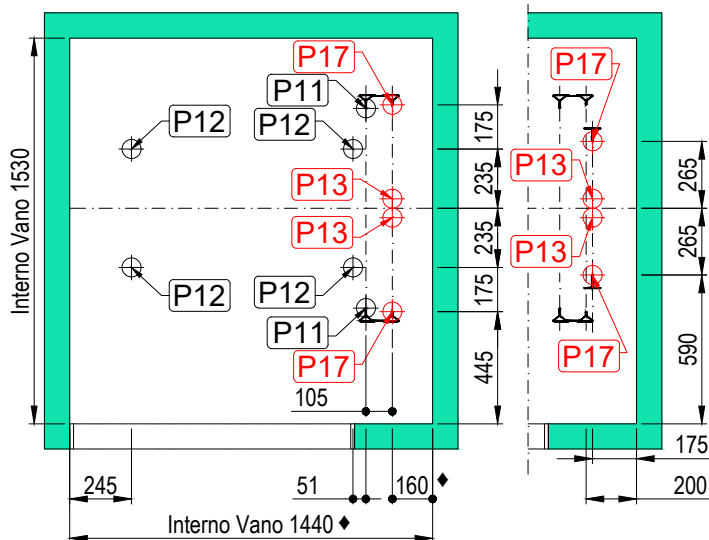 P17
P17
P11
P12
P12
175
Interno Vano 1530
235
P13
P13
265
P13
P13
235
265
P12
P12
175
P11
P17
P17
445
590
105
175
245
51
160 ♦
200
Interno Vano 1440 ♦